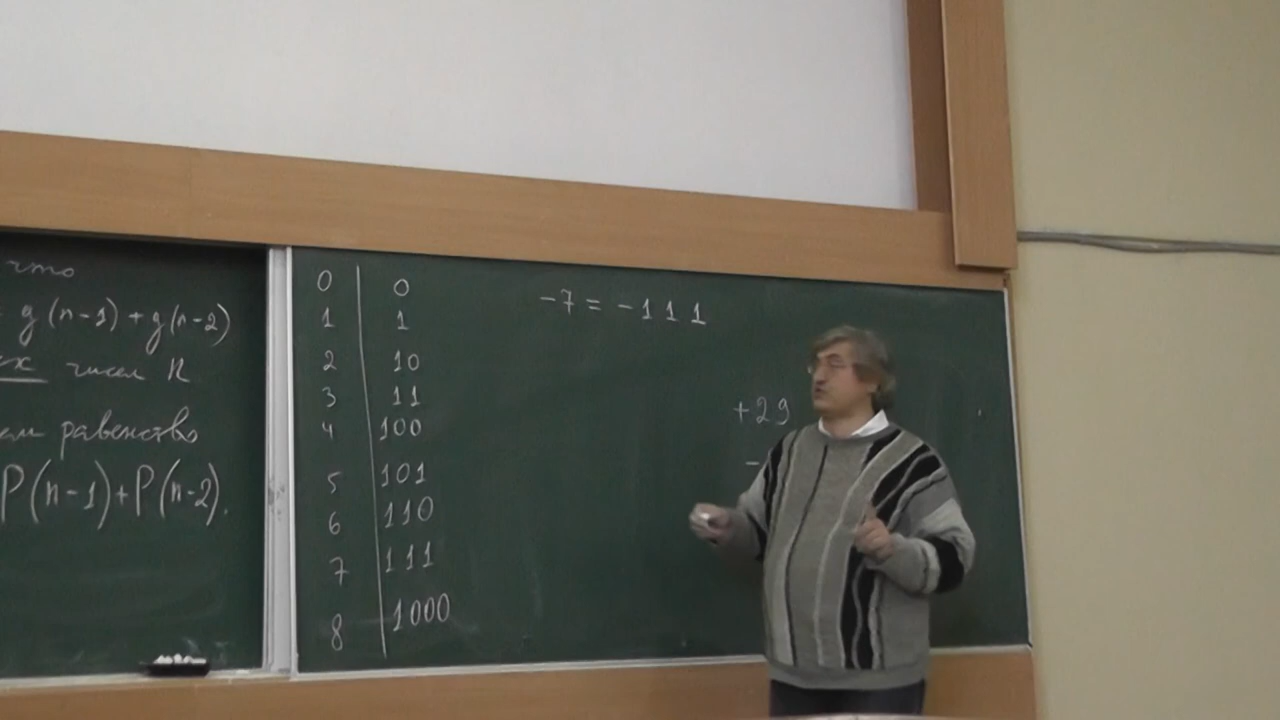 что
g(n-1)+g(n-2)
чисел n
равенство
P(n-1)+P(n-2).
0 0
1 1
2 10
3 11
4 100
5 101
6 110
7 111
8 1000
-7 = -111
+29
-